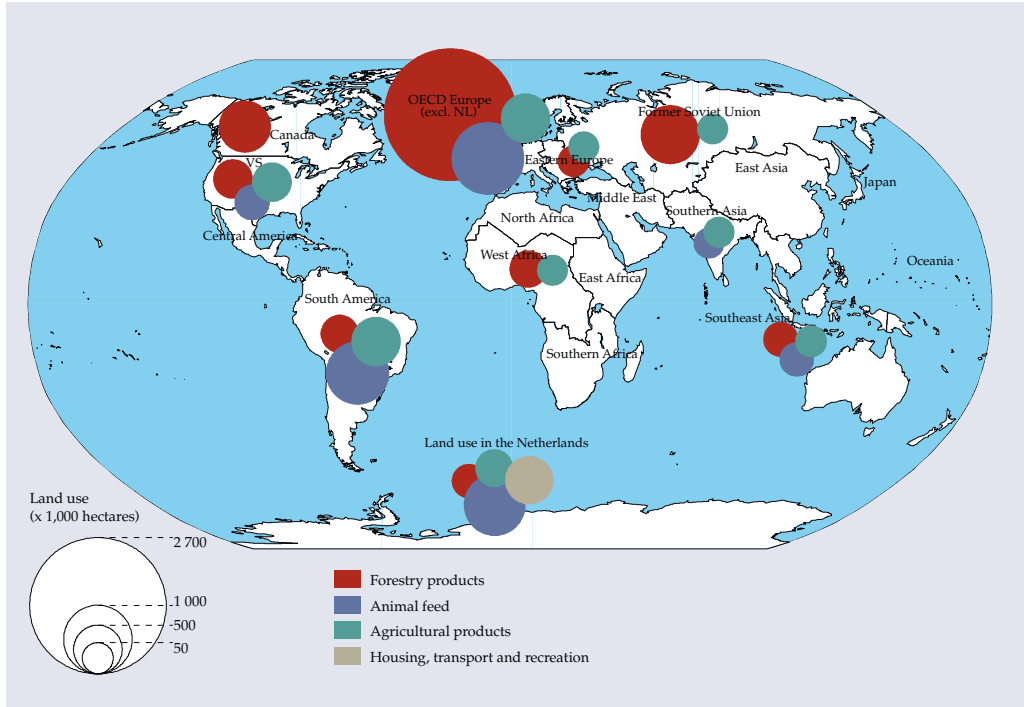 OECD Europe
(excl. NL)
Former Soviet Union
Canada
VS
Eastern Europe
East Asia
Japan
Middle East
Southern Asia
North Africa
Central America
West Africa
Oceania
East Africa
South America
Southeast Asia
Southern Africa
Land use in the Netherlands
Land use
(x 1,000 hectares)
2 700
1 000
500
50
Forestry products
Animal feed
Agricultural products
Housing, transport and recreation